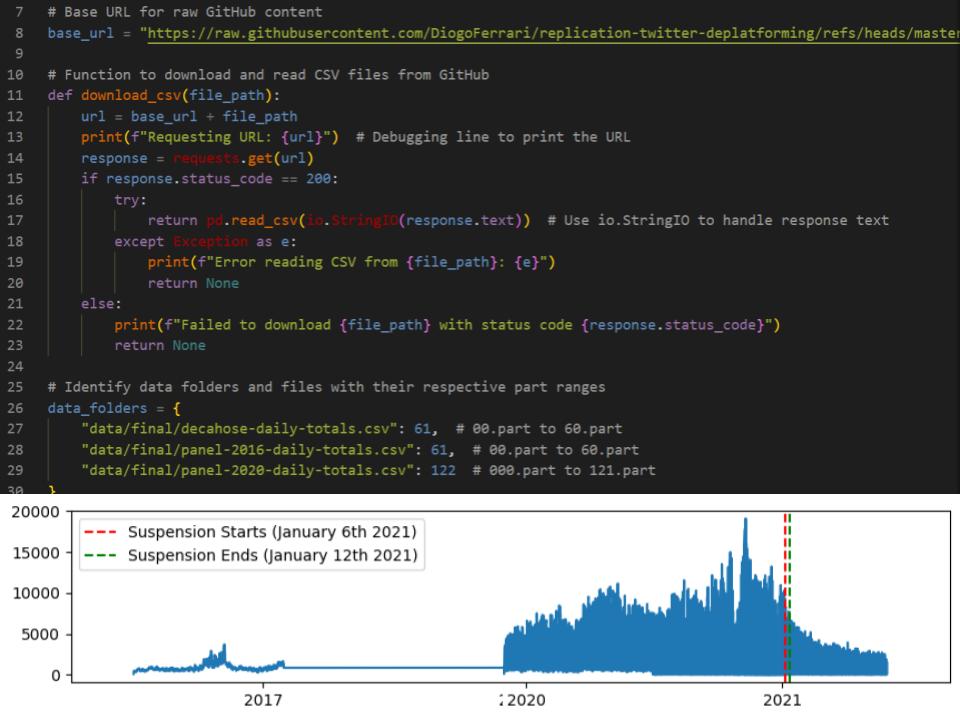 7 # Base URL for raw GitHub content
8 base_url = "https://raw.githubusercontent.com/DiogoFerrari/replication-twitter-deplatforming/refs/heads/master
9
10 # Function to download and read CSV files from GitHub
11 def download_csv(file_path):
12 url = base_url + file_path
13 print(f"Requesting URL: {url}") # Debugging line to print the URL
14 response = requests.get(url)
15 if response.status_code == 200:
16 try:
17 return pd.read_csv(io.StringIO(response.text)) # Use io.StringIO to handle response text
18 except Exception as e:
19 print(f"Error reading CSV from {file_path}: {e}")
20 return None
21 else:
22 print(f"Failed to download {file_path} with status code {response.status_code}")
23 return None
24
25 # Identify data folders and files with their respective part ranges
26 data_folders = {
27 "data/final/decahose-daily-totals.csv": 61, # 00.part to 60.part
28 "data/final/panel-2016-daily-totals.csv": 61, # 00.part to 60.part
29 "data/final/panel-2020-daily-totals.csv": 122 # 000.part to 121.part
30 }
20000
Suspension Starts (January 6th 2021)
15000
Suspension Ends (January 12th 2021)
10000
5000
0
2017 2020 2021